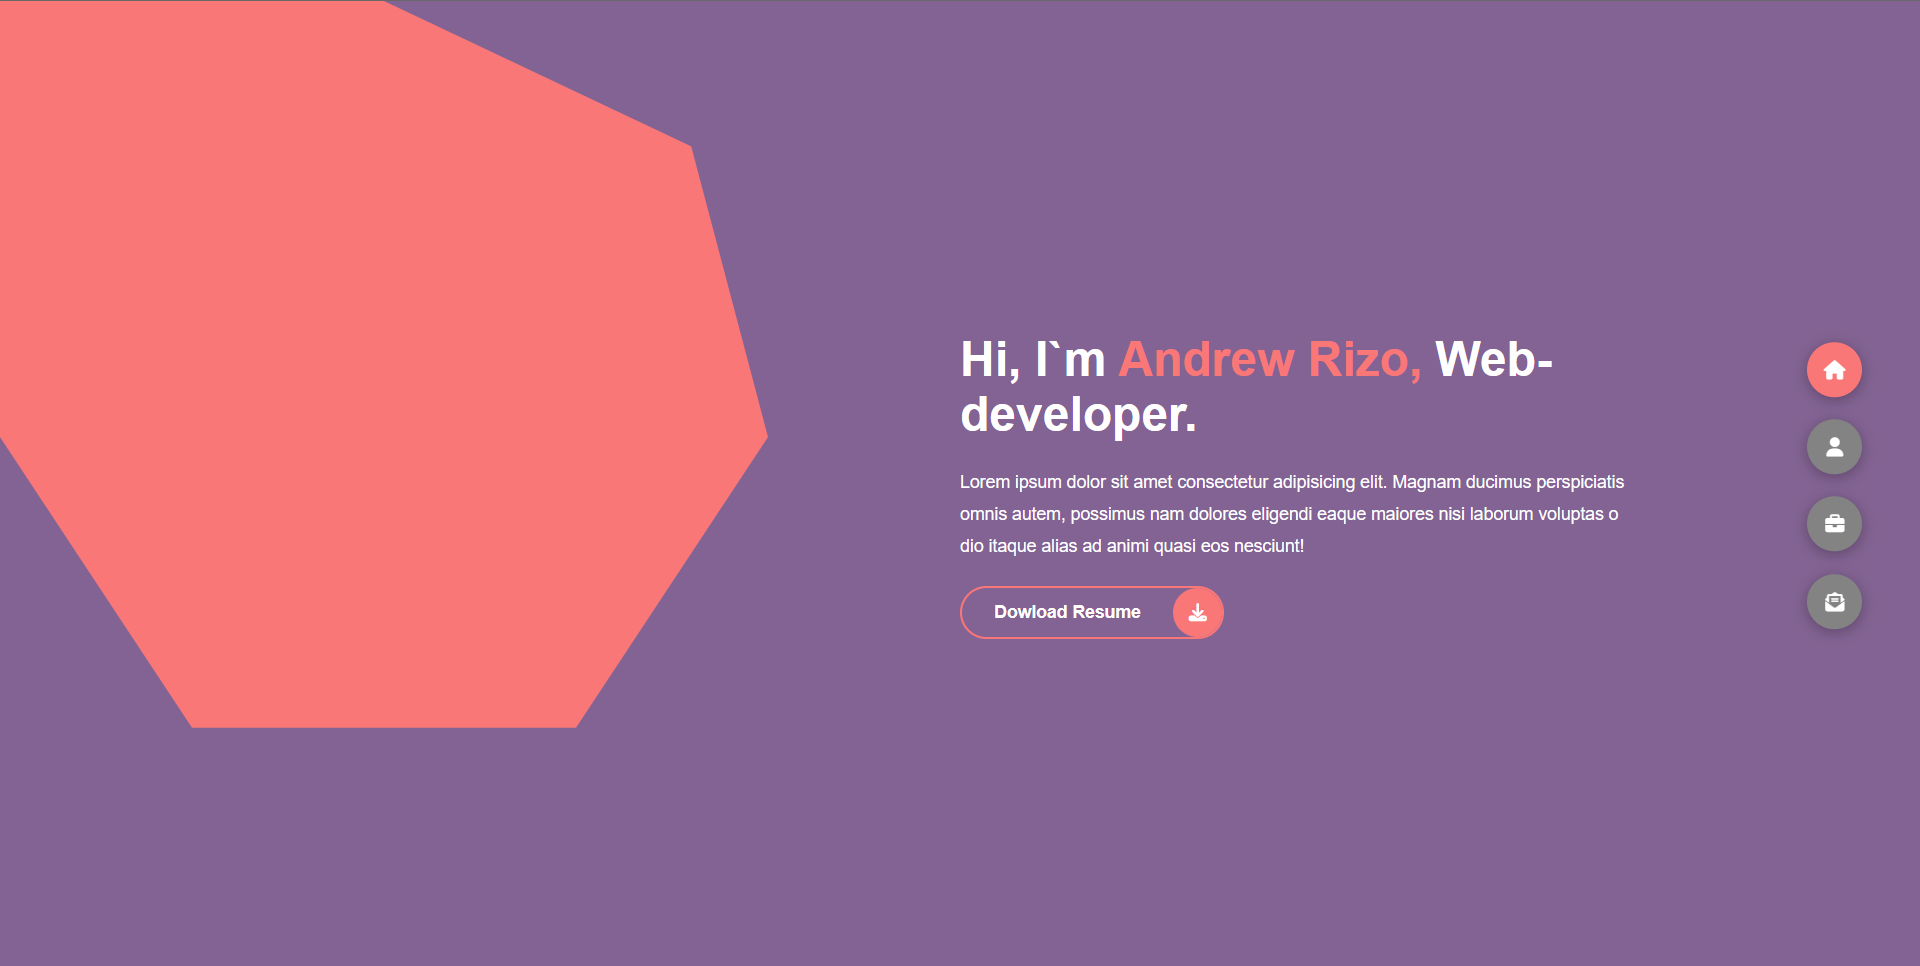 Hi, I`m Andrew Rizo, Web-
developer.
Lorem ipsum dolor sit amet consectetur adipisicing elit. Magnam ducimus perspiciatis
omnis autem, possimus nam dolores eligendi eaque maiores nisi laborum voluptas o
dio itaque alias ad animi quasi eos nesciunt!
Dowload Resume